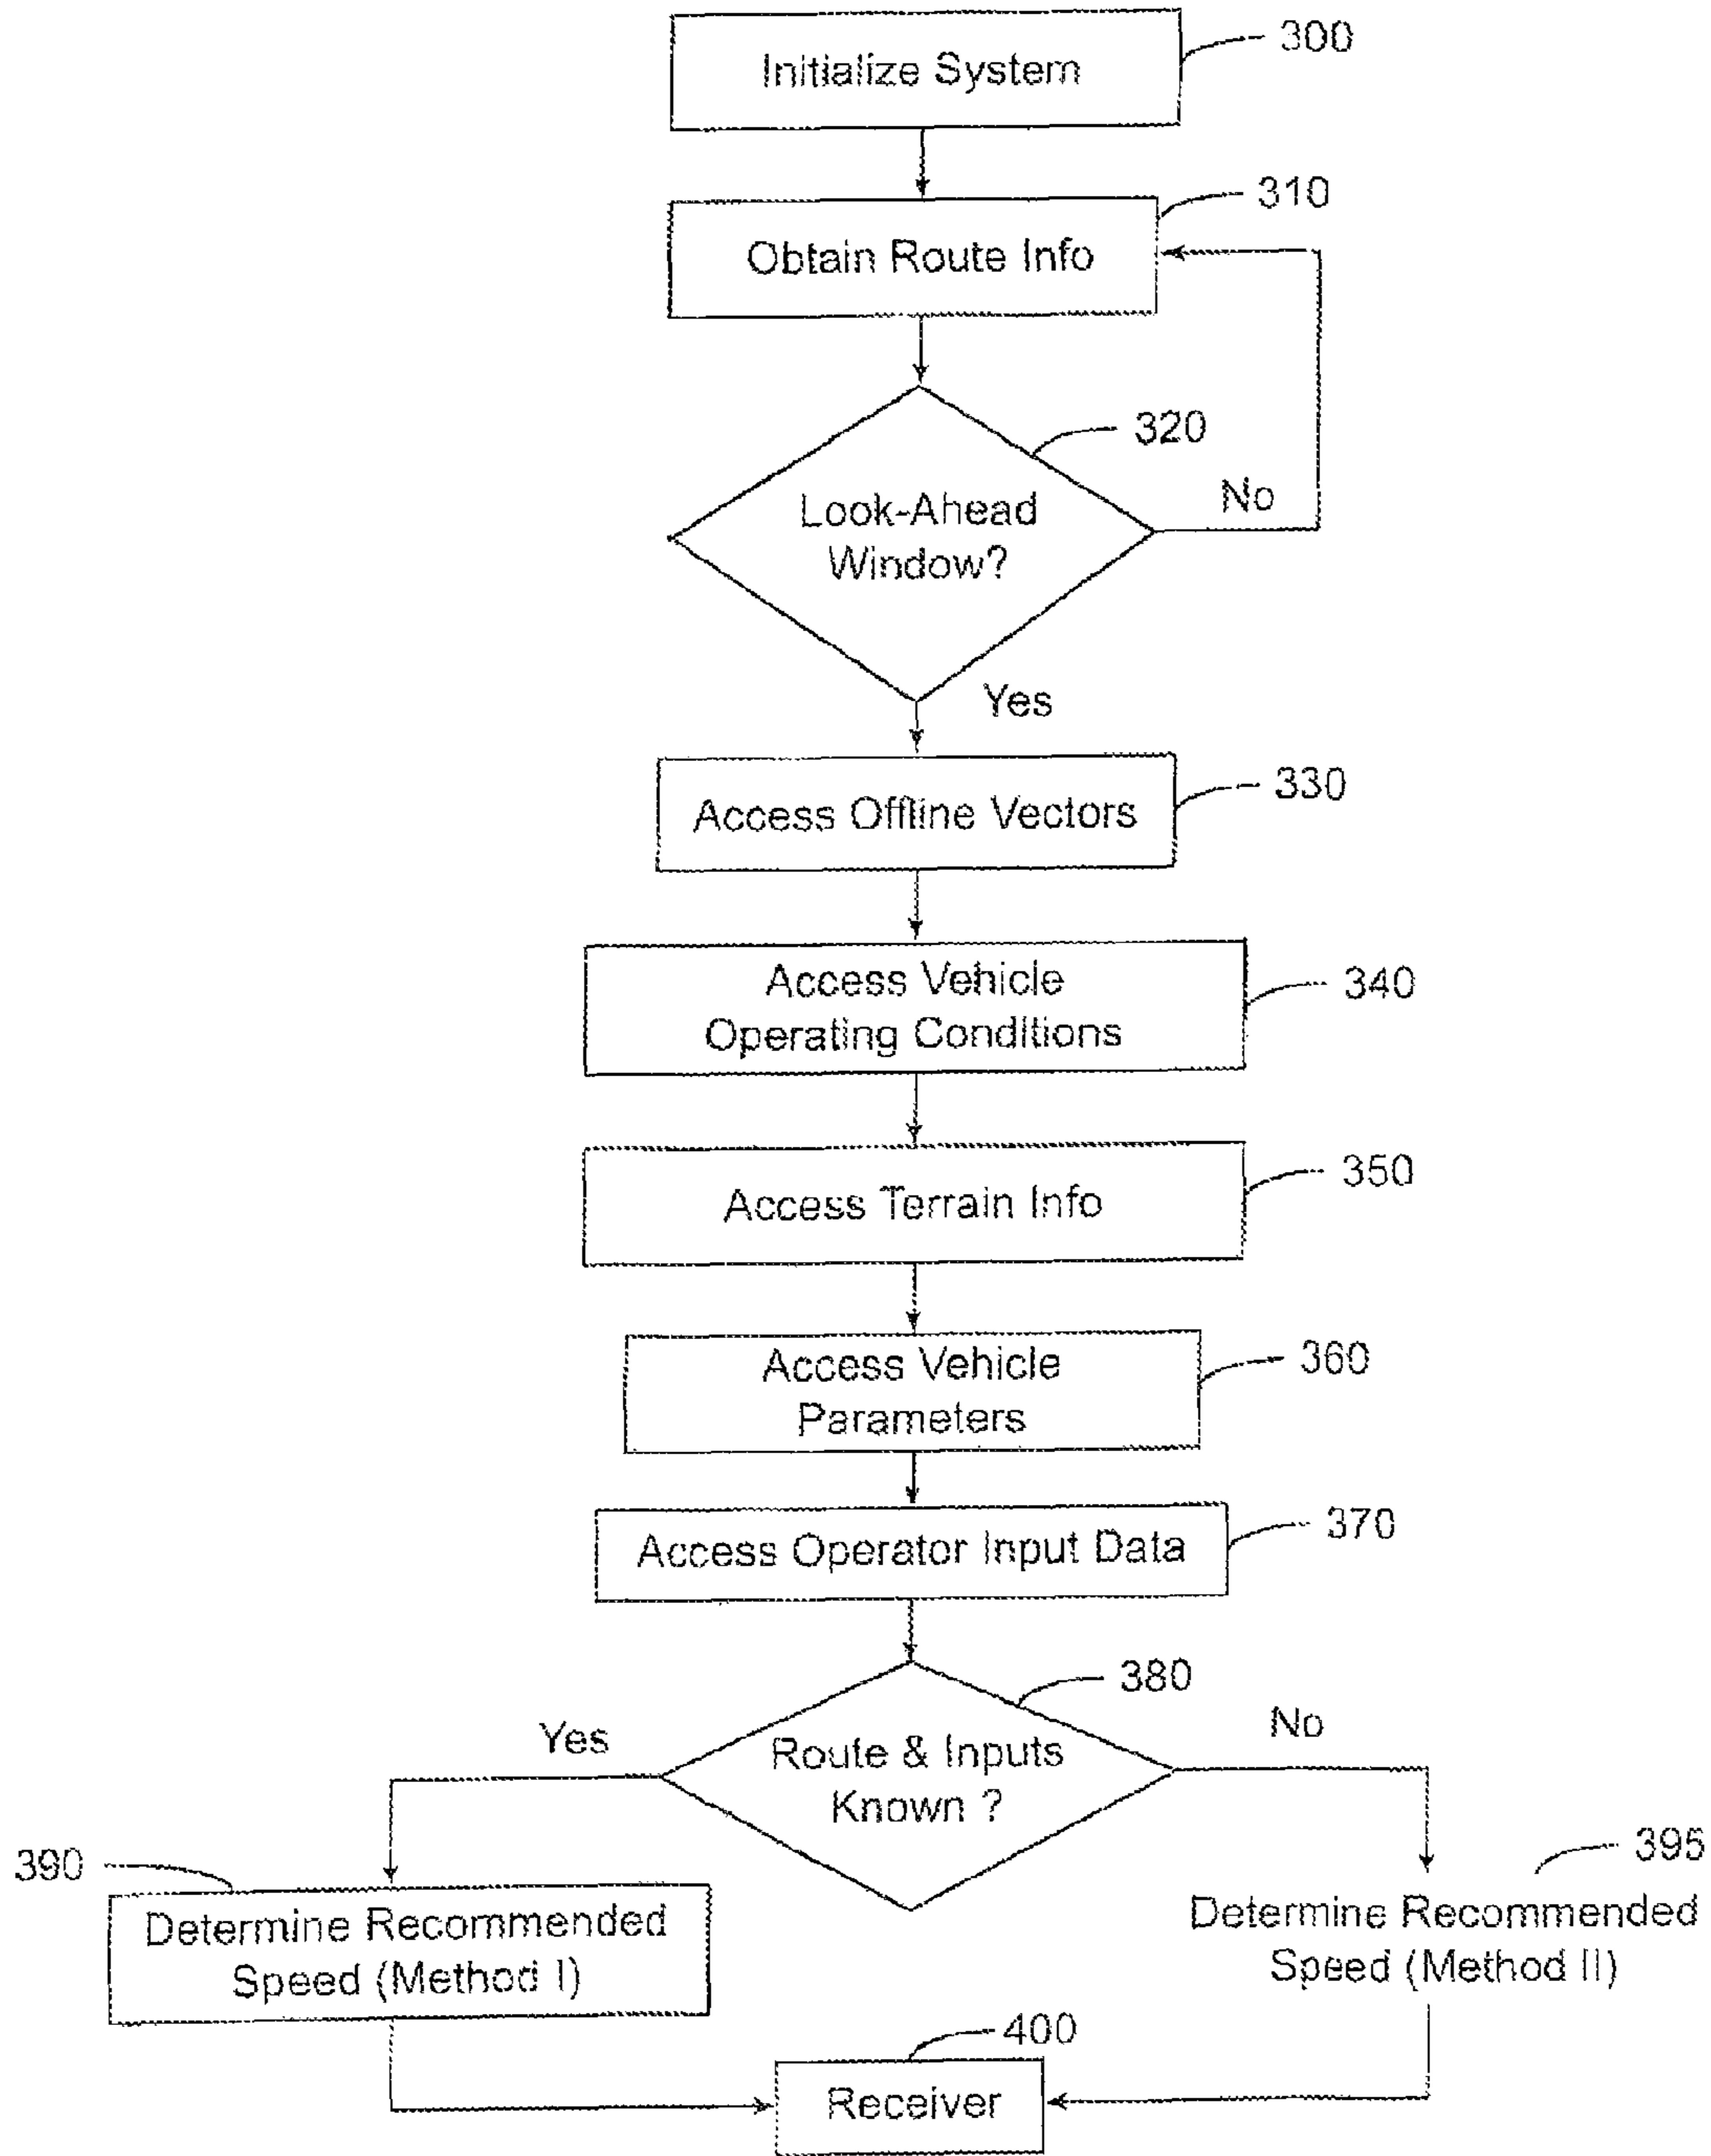 Initialize System
300
310
Obtain Route Info
320
Look-Ahead
Window?
No
Yes
330
Access Offline Vectors
Access Vehicle
Operating Conditions
340
350
Access Terrain Info
Access Vehicle
Parameters
360
370
Access Operator Input Data
380
Yes
No
Route & Inputs
Known ?
390
395
Determine Recommended
Speed (Method I)
Determine Recommended
Speed (Method II)
400
Receiver